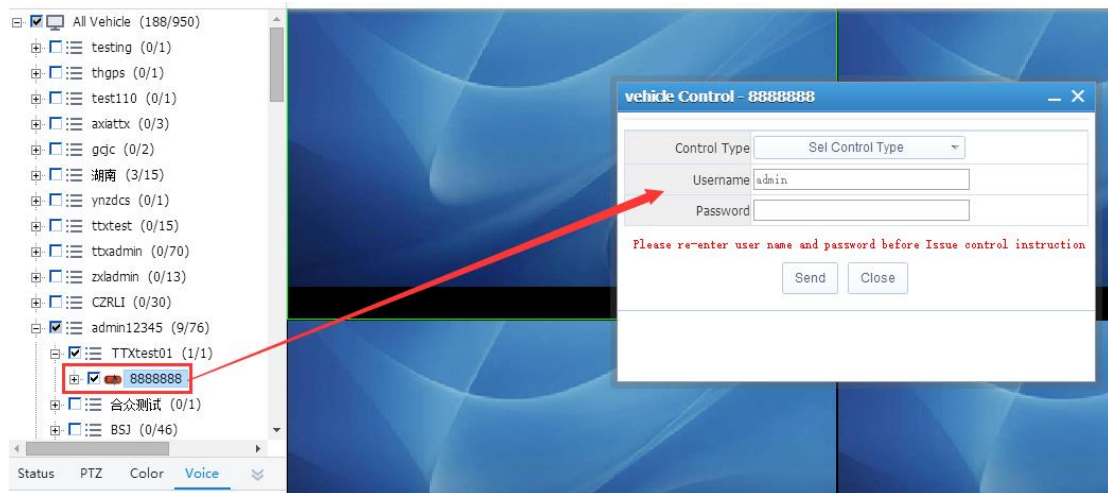 All Vehicle (188/950)
testing (0/1)
thgps (0/1)
test110 (0/1)
axiattx (0/3)
gcjc (0/2)
湖南 (3/15)
ynzdcs (0/1)
ttxtest (0/15)
ttxadmin (0/70)
zxladmin (0/13)
CZRLI (0/30)
admin12345 (9/76)
TTXtest01 (1/1)
8888888
合众测试 (0/1)
BSJ (0/46)
Status PTZ Color Voice
vehicle Control - 8888888
Control Type Sel Control Type
Username admin
Password
Please re-enter user name and password before Issue control instruction
Send Close